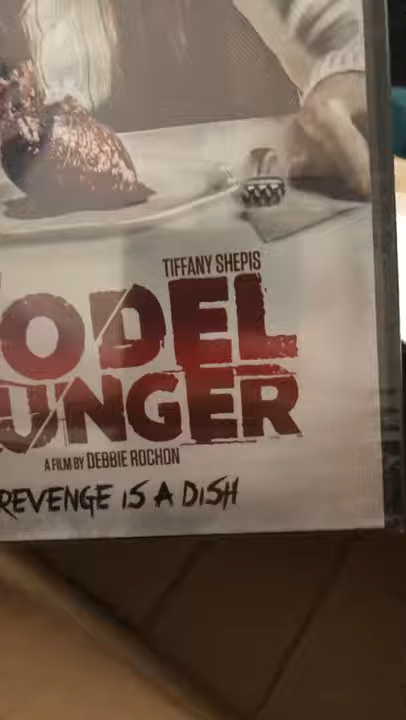 TIFFANY SHEPIS
ODEL
UNGER
A FILM BY DEBBIE ROCHON
REVENGE IS A DISH